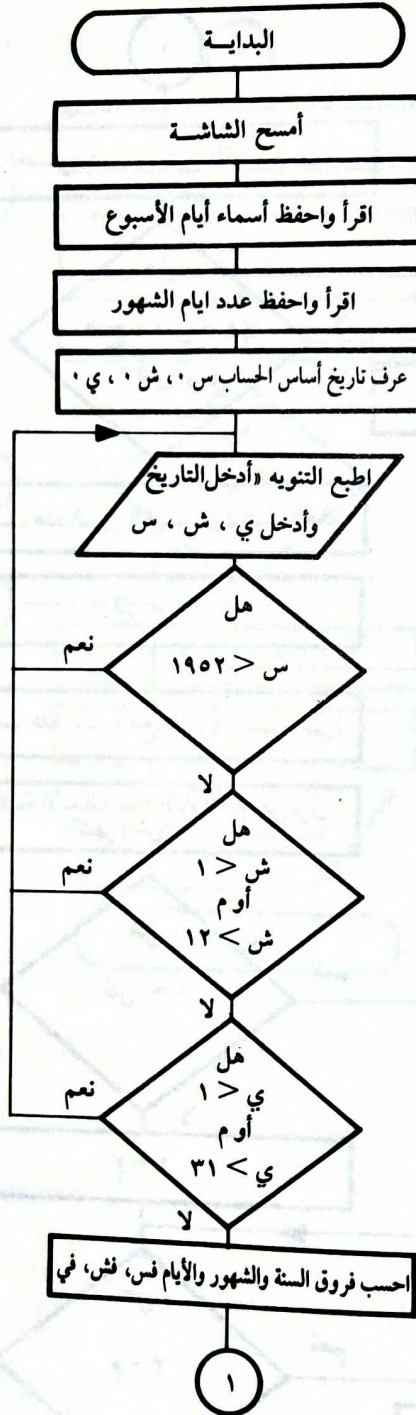 البدايــة
أمسح الشاشــة
اقرأ واحفظ أسماء أيام الأسبوع
اقرأ واحفظ عدد ايام الشهور
عرف تاريخ أساس الحساب س ٠، ش ٠، ي ٠
اطبع التنويه «أدخل التاريخ
وأدخل ي ، ش ، س
هل
نعم
س < ١٩٥٢
لا
هل
نعم
ش < ١
أو م
ش > ١٢
لا
هل
نعم
ي < ١
أو م
ي > ٣١
لا
احسب فروق السنة والشهور والأيام فس، فش، في
١